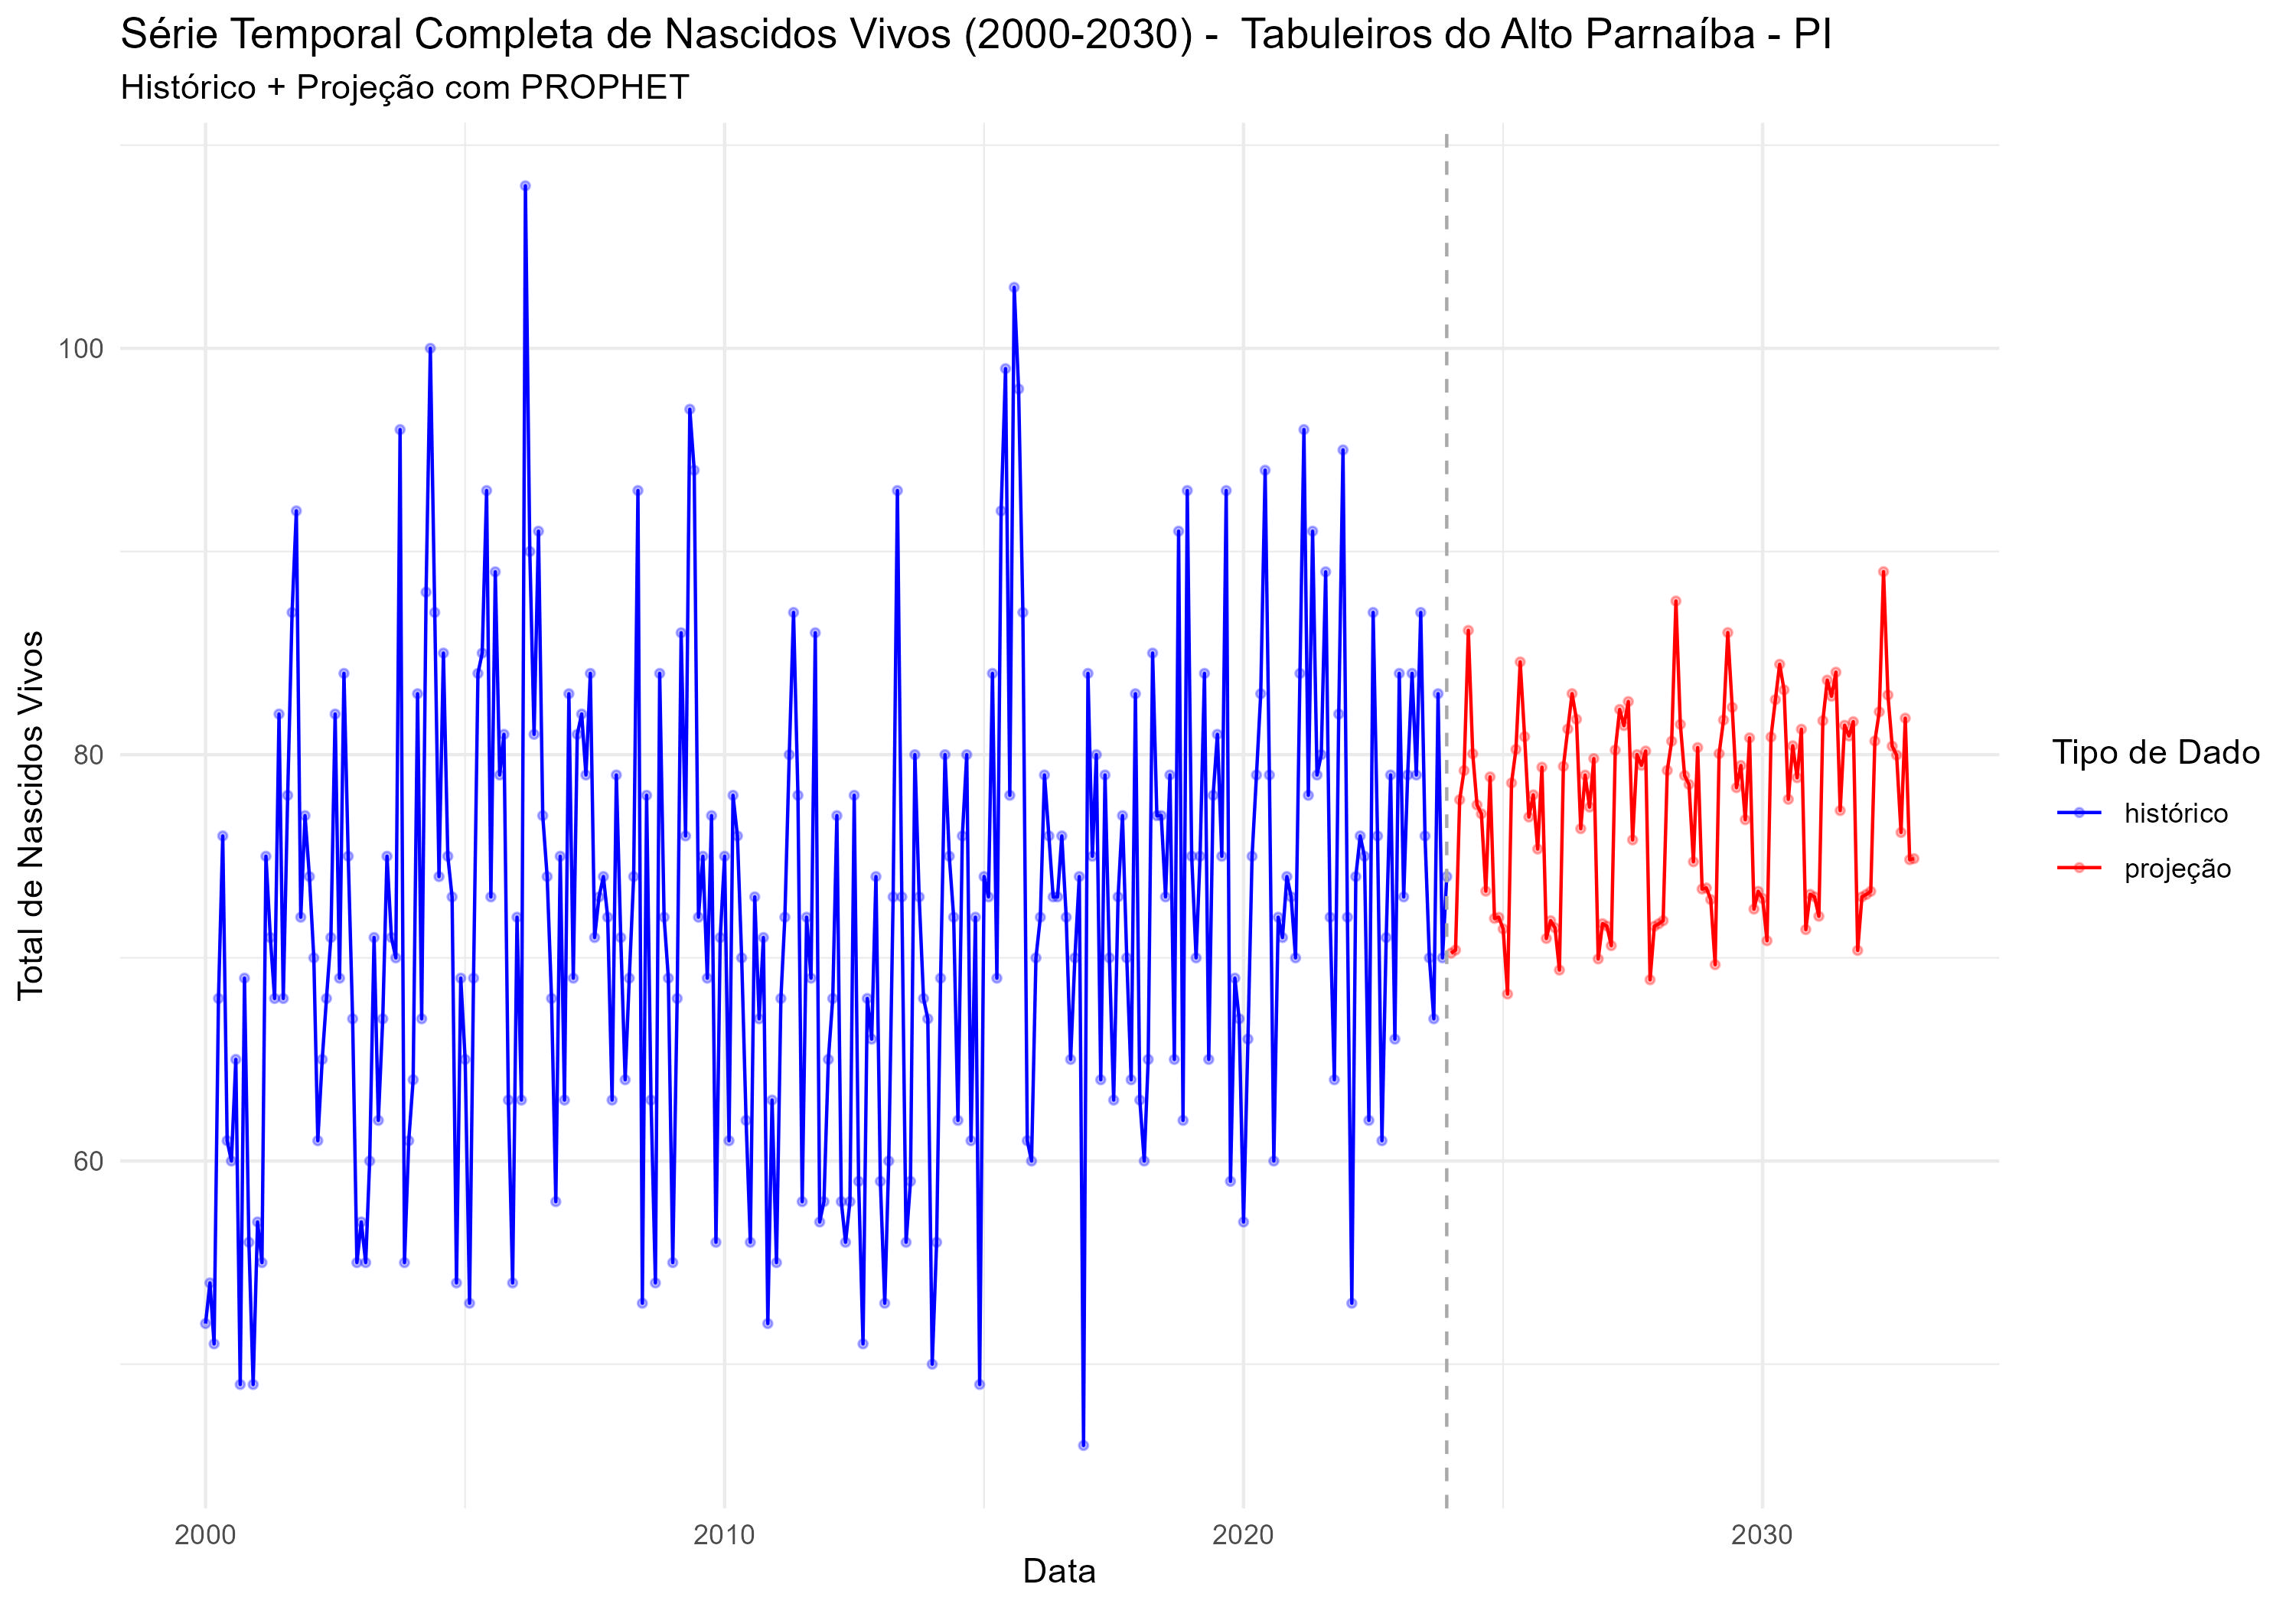 Série Temporal Completa de Nascidos Vivos (2000-2030) -  Tabuleiros do Alto Parnaíba - PI
Histórico + Projeção com PROPHET
Total de Nascidos Vivos
100
80
60
2000
2010
2020
2030
Data
Tipo de Dado
histórico
projeção